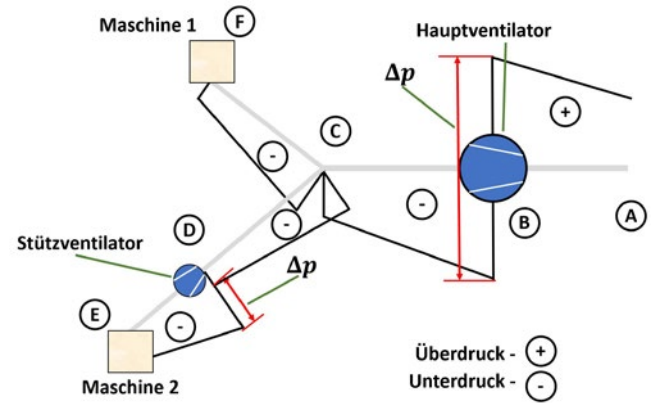 Maschine 1
F
Hauptventilator
Δp
+
C
-
-
-
B
A
D
Stützventilator
Δp
E
-
Maschine 2
Überdruck - +
Unterdruck - -